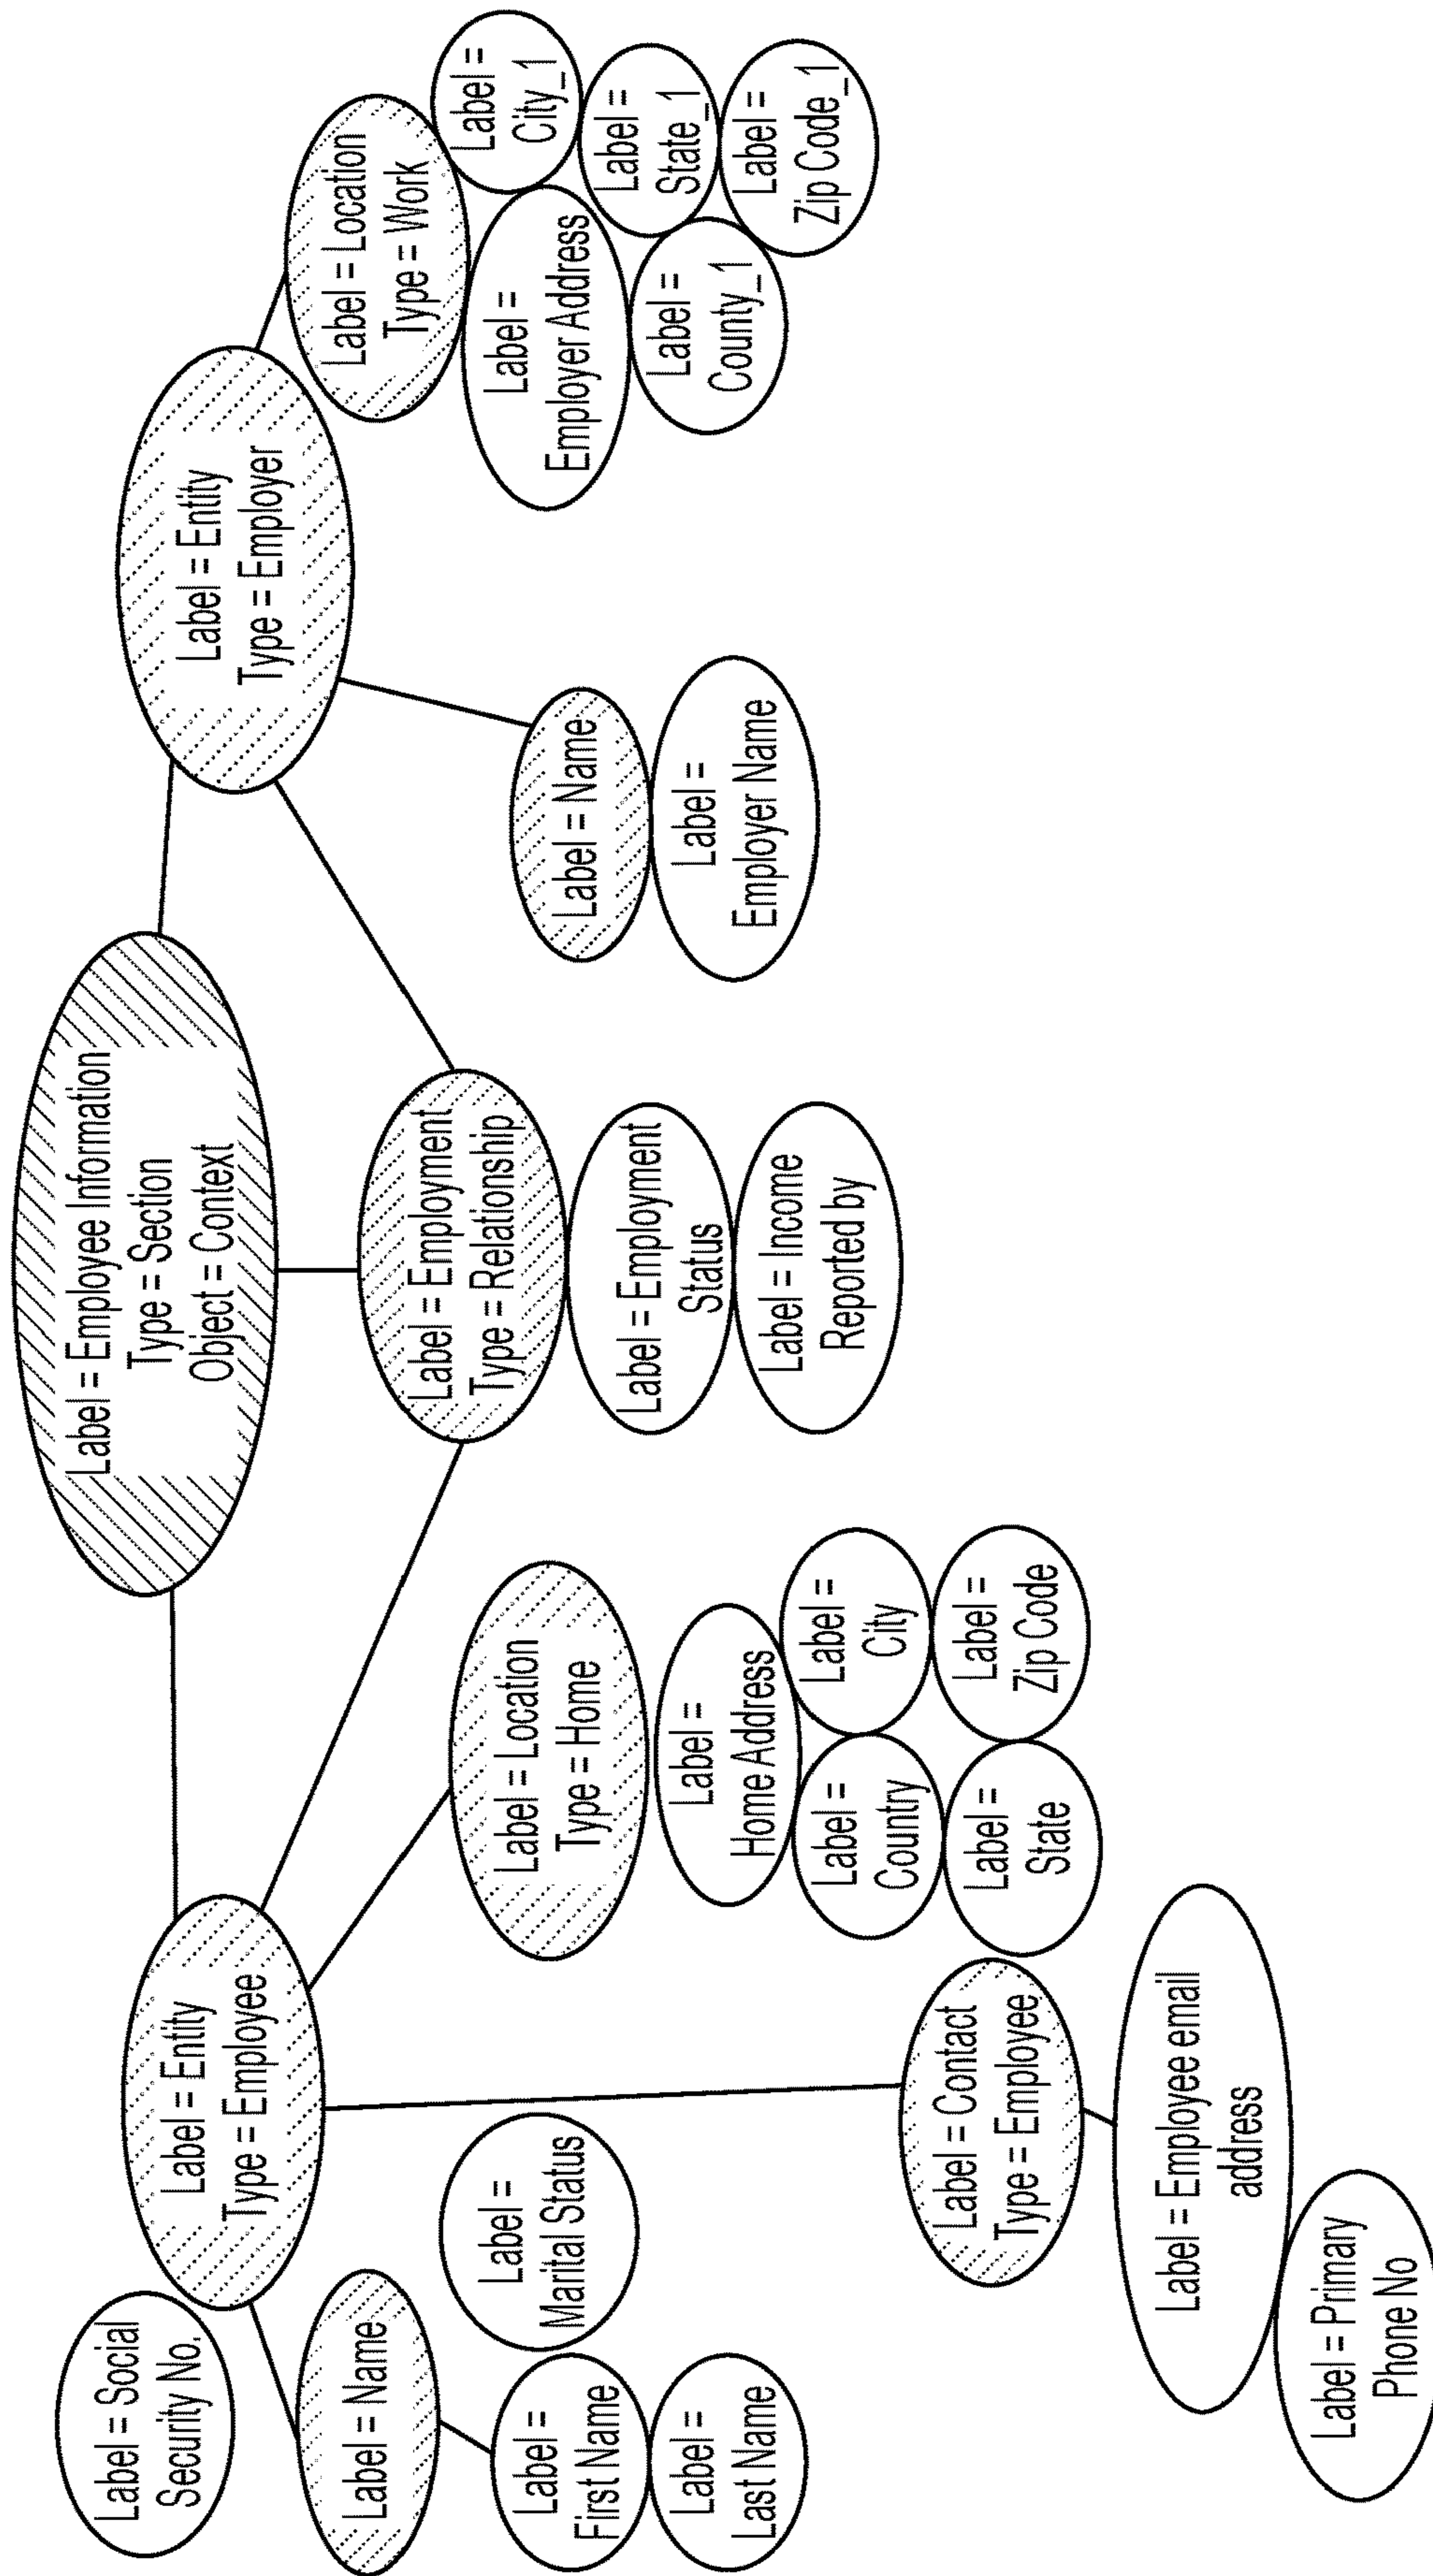 Label = Employee Information
Type = Section
Object = Context
Label = Entity
Type = Employee
Label = Entity
Type = Employer
Label = Social
Security No.
Label = Name
Label =
First Name
Label =
Last Name
Label =
Marital Status
Label = Contact
Type = Employee
Label = Employee email
address
Label = Primary
Phone No
Label = Location
Type = Home
Label =
Home Address
Label =
Country
Label =
City
Label =
State
Label =
Zip Code
Label = Employment
Type = Relationship
Label = Employment
Status
Label = Income
Reported by
Label = Name
Label =
Employer Name
Label = Location
Type = Work
Label =
Employer Address
Label =
City_1
Label =
County_1
Label =
State_1
Label =
Zip Code_1